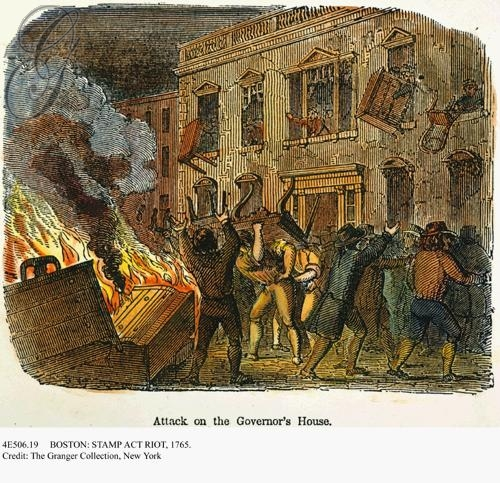 Attack on the Governor's House.
4E506.19 BOSTON: STAMP ACT RIOT, 1765.
Credit: The Granger Collection, New York